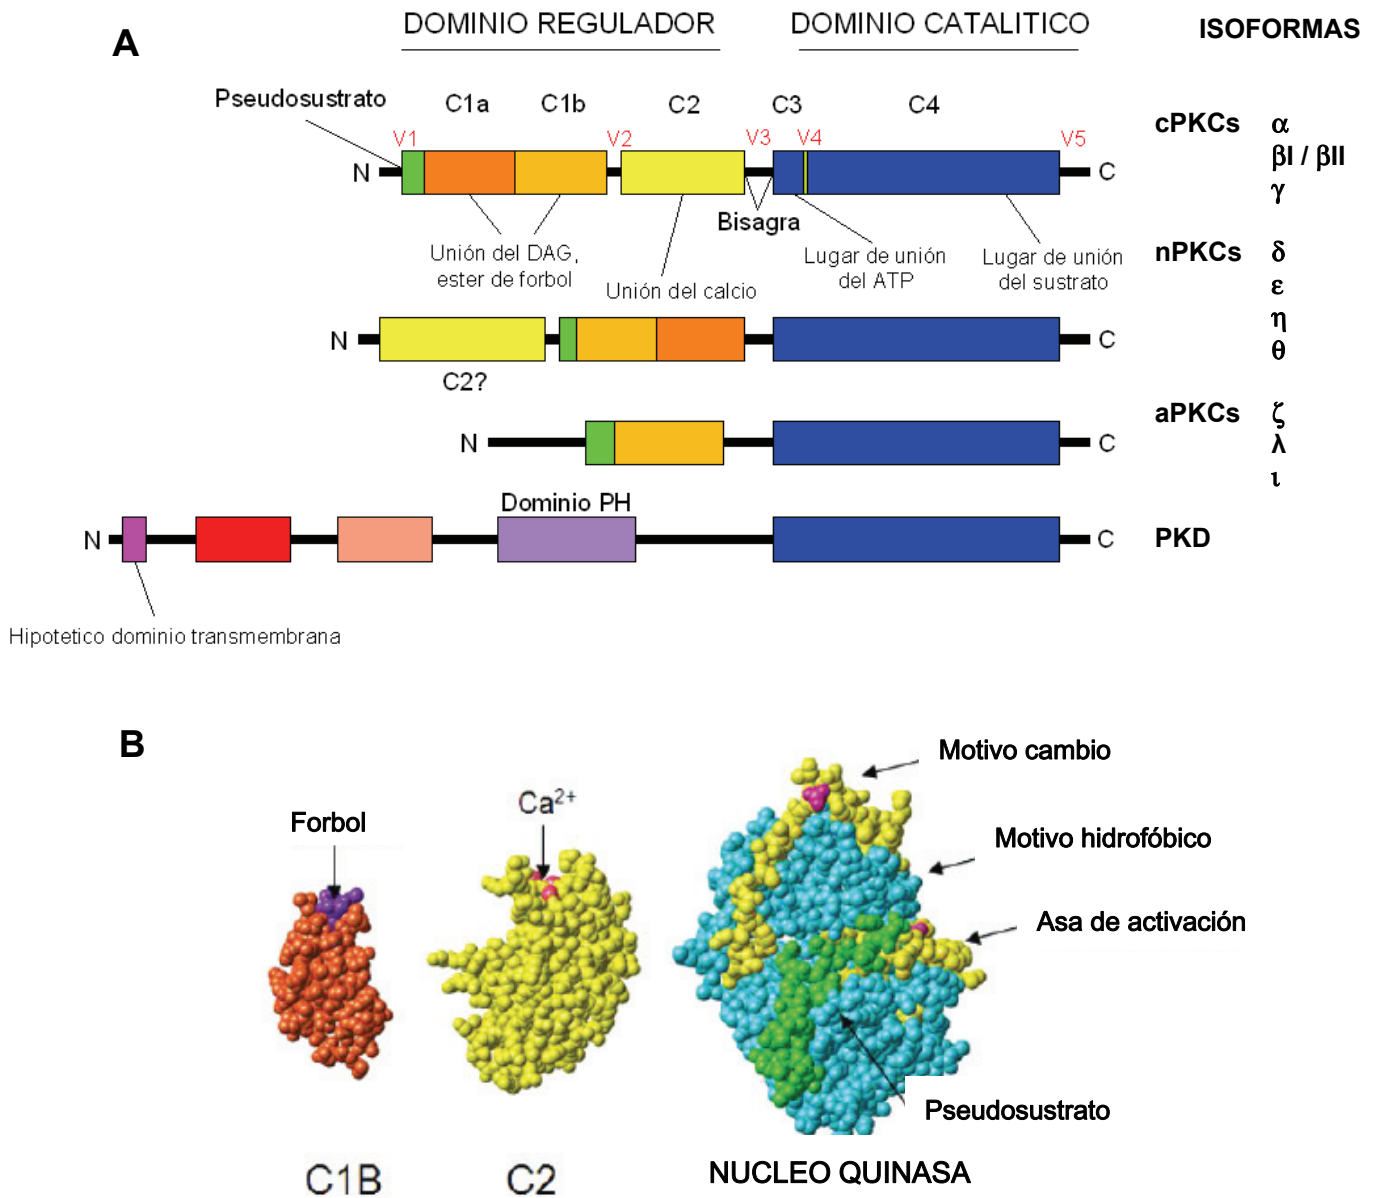 A
DOMINIO REGULADOR
DOMINIO CATALITICO
ISOFORMAS
Pseudosustrato
C1a
C1b
C2
C3
C4
V1
V2
V3
V4
V5
N
C
Bisagra
Unión del DAG,
ester de forbol
Unión del calcio
Lugar de unión
del ATP
Lugar de unión
del sustrato
cPKCs
α
βI / βII
γ
nPKCs
δ
ε
η
θ
N
C
C2?
aPKCs
ζ
λ
ι
N
C
Dominio PH
N
C
PKD
Hipotetico dominio transmembrana
B
Forbol
Ca²⁺
Motivo cambio
Motivo hidrofóbico
Asa de activación
Pseudosustrato
C1B
C2
NUCLEO QUINASA